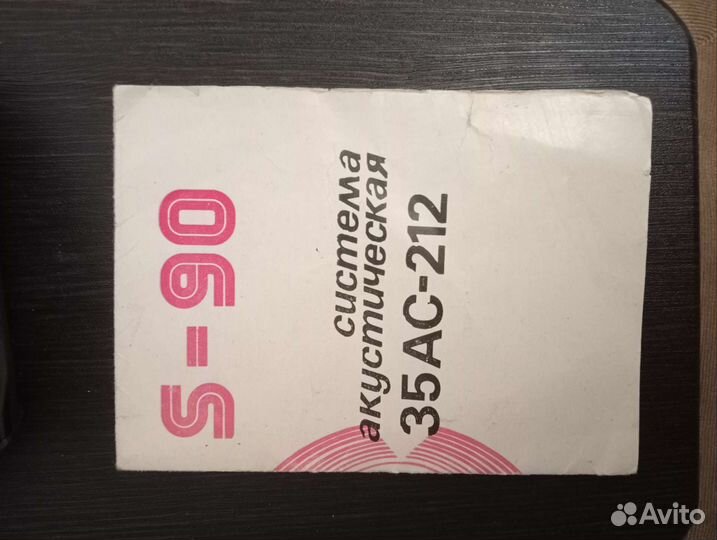 S-90
система
акустическая
35АС-212
Avito